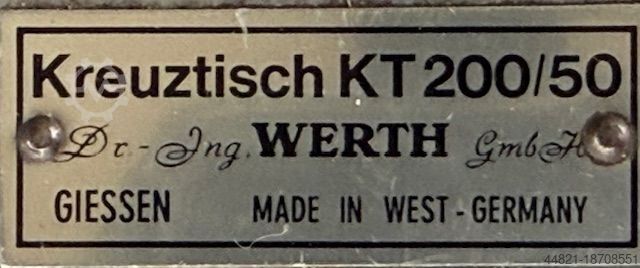 Kreuztisch KT 200/50
Dr.-Ing. WERTH GmbH
GIESSEN MADE IN WEST-GERMANY
44821-18708551